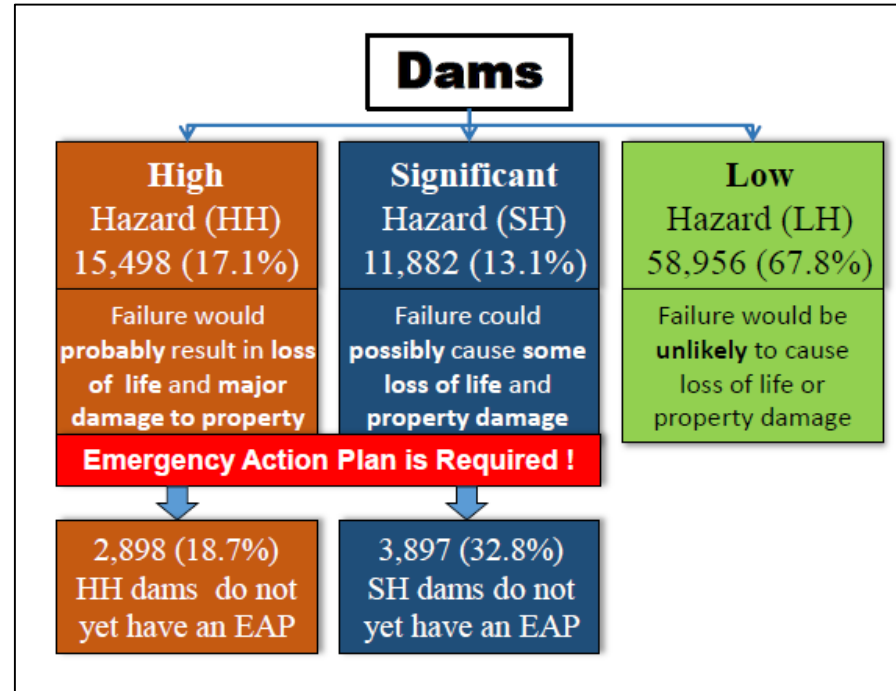 Dams
High
Hazard (HH)
15,498 (17.1%)
Failure would
probably result in loss
of life and major
damage to property
Significant
Hazard (SH)
11,882 (13.1%)
Failure could
possibly cause some
loss of life and
property damage
Low
Hazard (LH)
58,956 (67.8%)
Failure would be
unlikely to cause
loss of life or
property damage
Emergency Action Plan is Required !
2,898 (18.7%)
HH dams do not
yet have an EAP
3,897 (32.8%)
SH dams do not
yet have an EAP